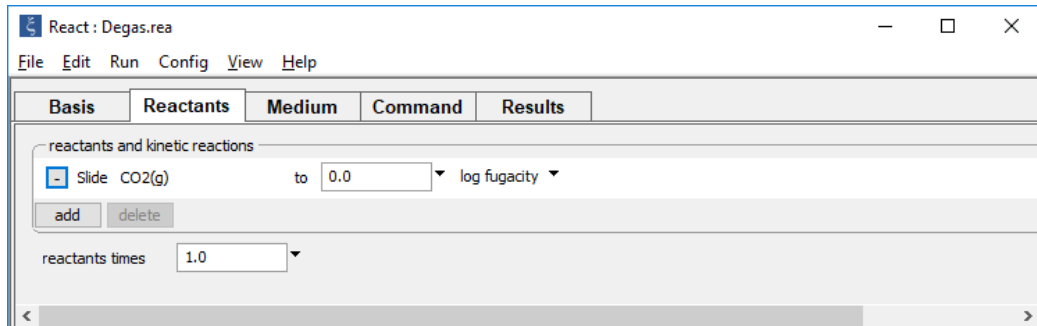 React : Degas.rea
File Edit Run Config View Help
Basis Reactants Medium Command Results
reactants and kinetic reactions
- Slide CO2(g) to 0.0 log fugacity
add delete
reactants times 1.0